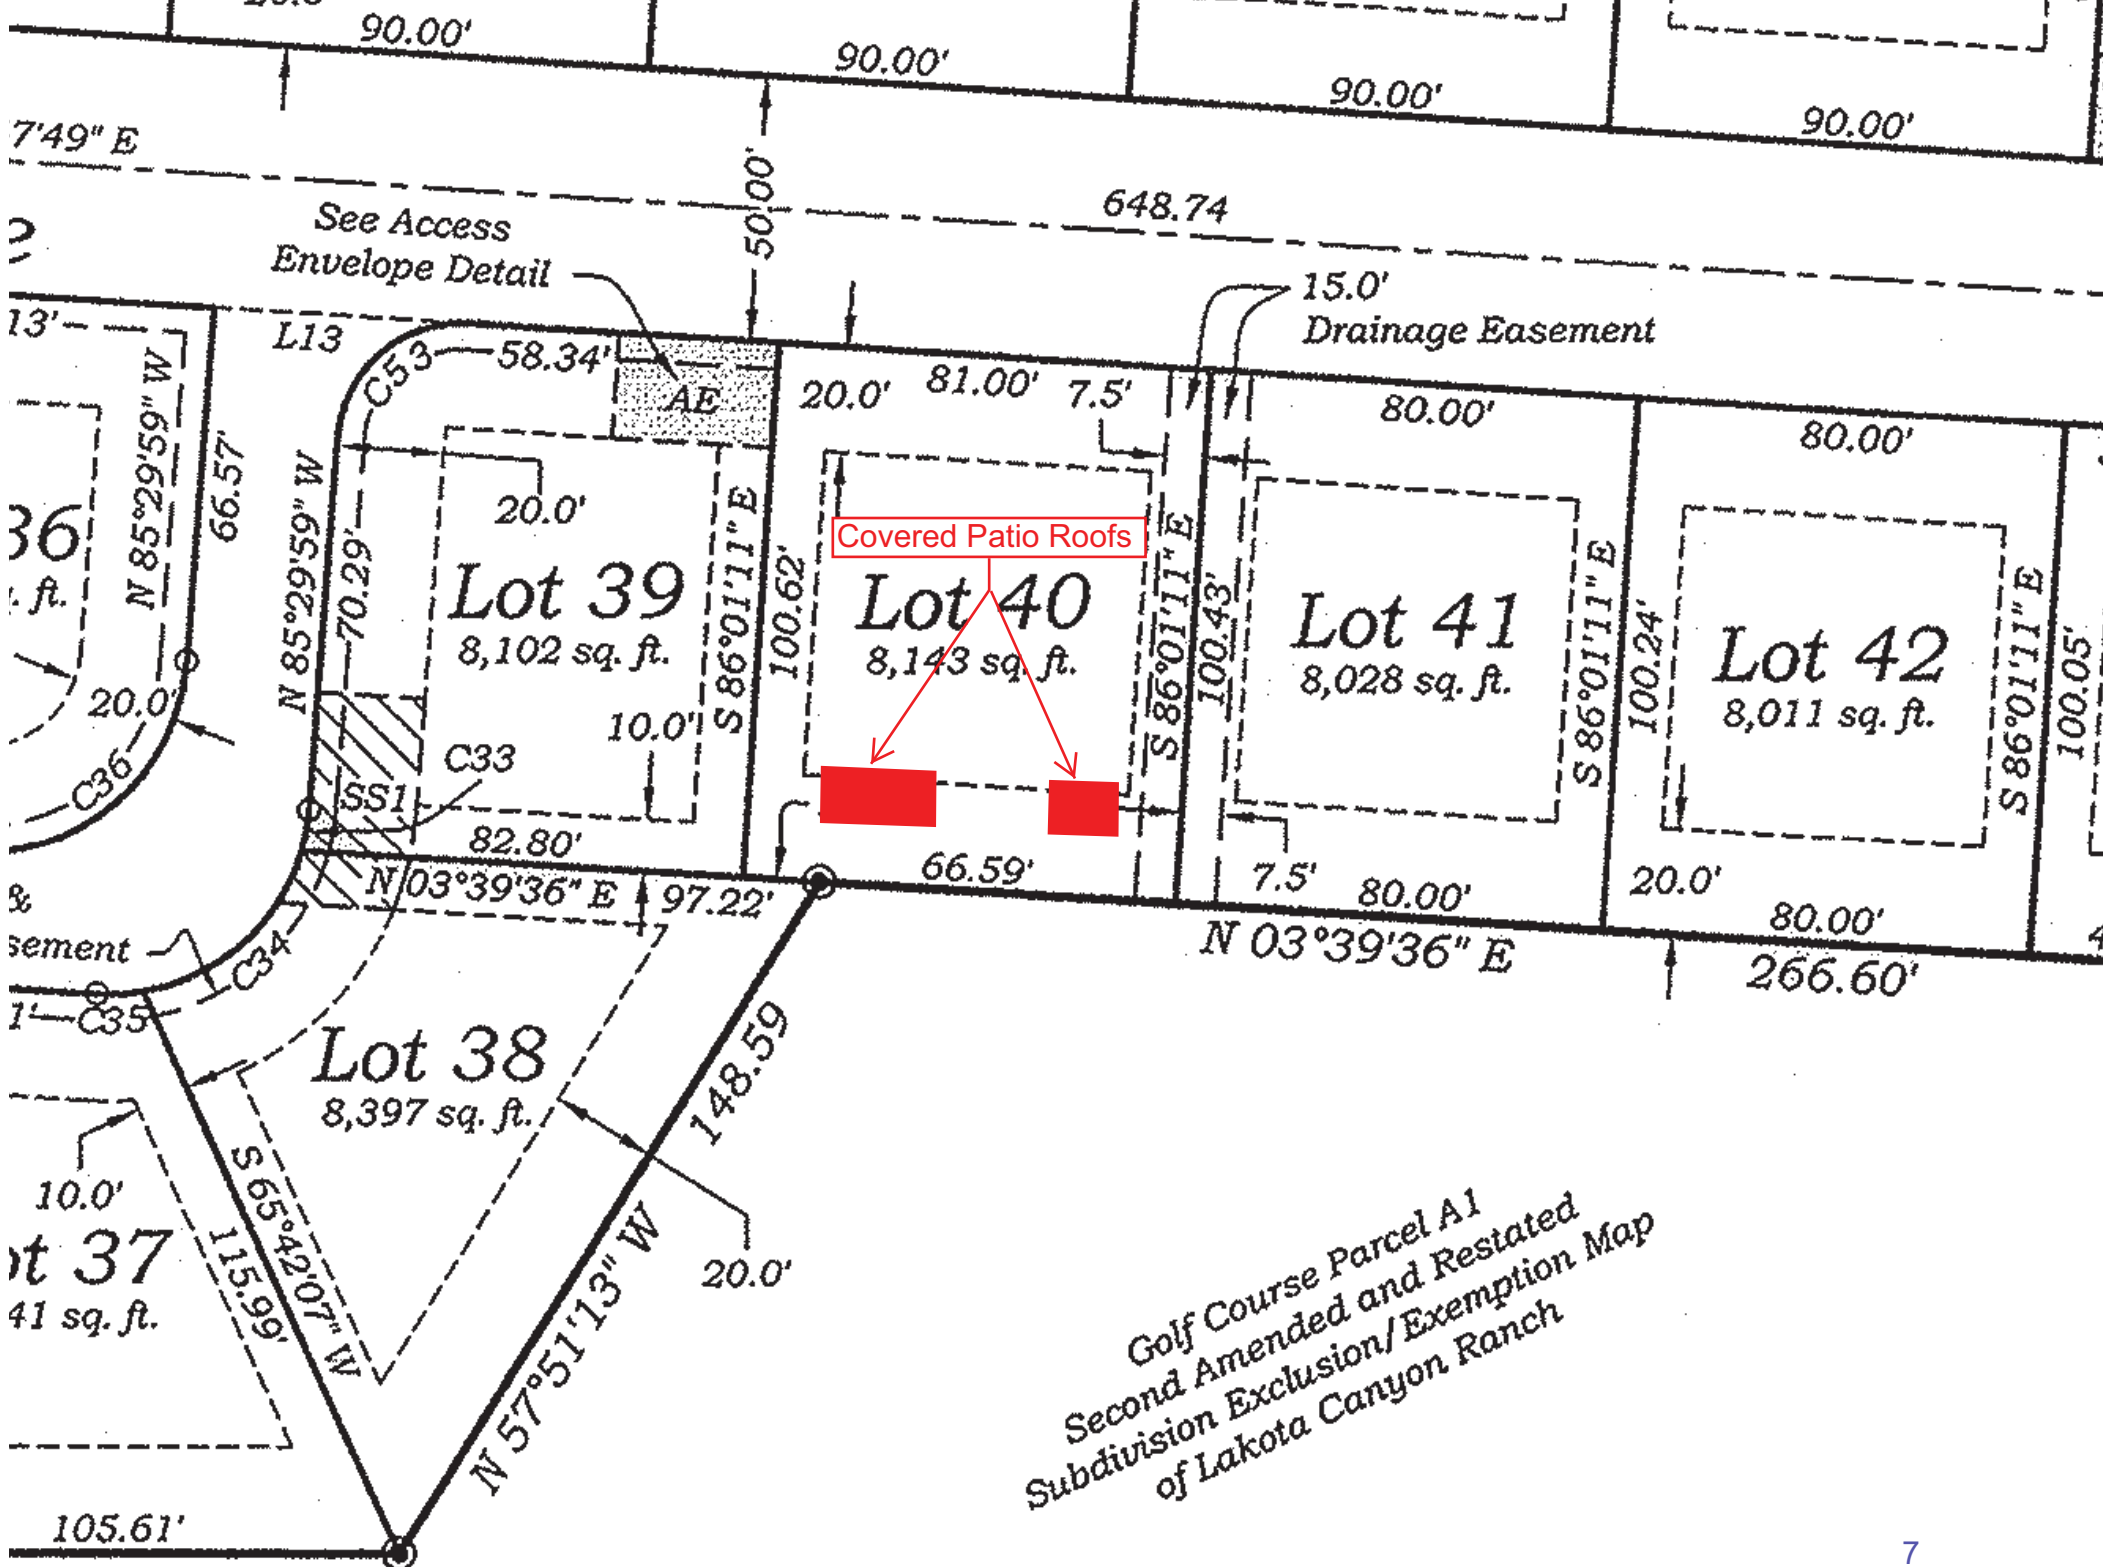 90.00'
90.00'
90.00'
90.00'
7'49" E
50.00'
648.74
See Access
Envelope Detail
15.0'
Drainage Easement
13'
L13
C53
58.34'
AE
20.0'
81.00'
7.5'
80.00'
80.00'
N 85°29'59" W
66.57'
N 85°29'59" W
70.29'
20.0'
36
. ft.
Lot 39
8,102 sq. ft.
S 86°01'11" E
100.62'
Covered Patio Roofs
Lot 40
8,143 sq. ft.
S 86°01'11" E
100.43'
Lot 41
8,028 sq. ft.
S 86°01'11" E
100.24'
Lot 42
8,011 sq. ft.
S 86°01'11" E
100.05'
20.0'
C36
10.0'
C33
SS1
82.80'
N 03°39'36" E
97.22'
66.59'
7.5'
80.00'
20.0'
80.00'
N 03°39'36" E
266.60'
&
sement
C34
1'
C35
Lot 38
8,397 sq. ft.
148.59
N 57°51'13" W
20.0'
10.0'
ot 37
41 sq. ft.
S 65°42'07" W
115.99'
105.61'
Golf Course Parcel A1
Second Amended and Restated
Subdivision Exclusion/Exemption Map
of Lakota Canyon Ranch
7